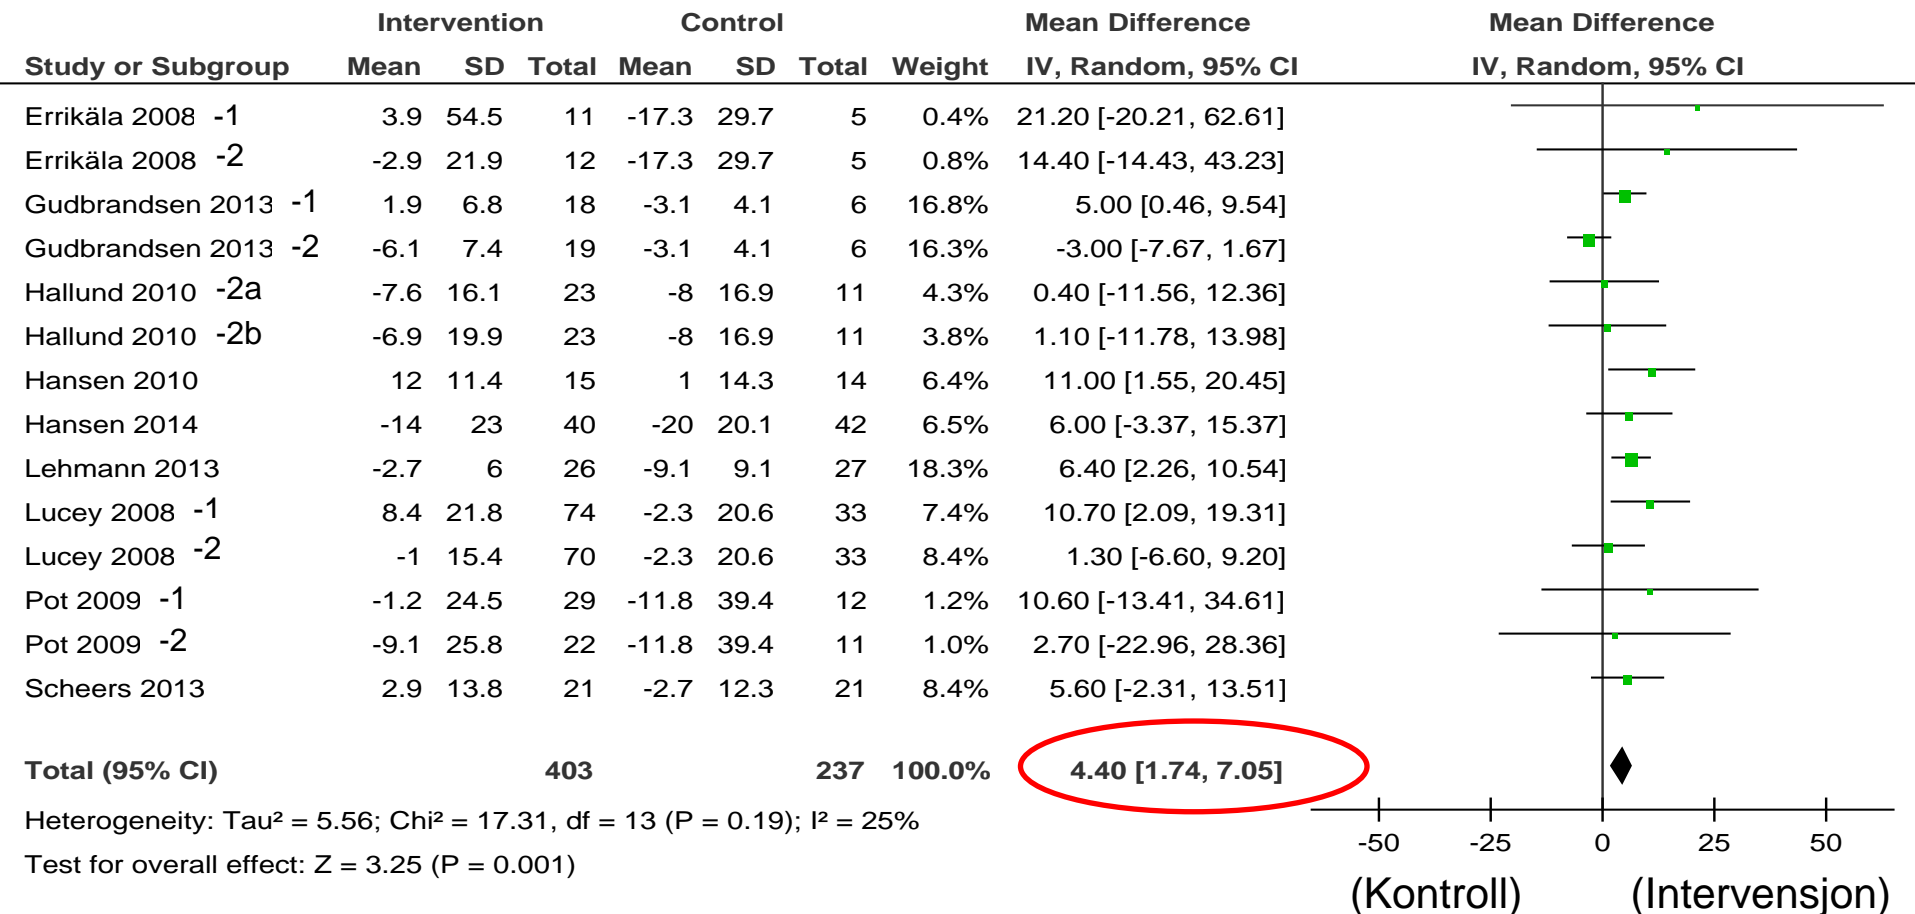 Intervention Control Mean Difference Mean Difference
Study or Subgroup Mean SD Total Mean SD Total Weight IV, Random, 95% CI IV, Random, 95% CI
Errikäla 2008 -1 3.9 54.5 11 -17.3 29.7 5 0.4% 21.20 [-20.21, 62.61]
Errikäla 2008 -2 -2.9 21.9 12 -17.3 29.7 5 0.8% 14.40 [-14.43, 43.23]
Gudbrandsen 2013 -1 1.9 6.8 18 -3.1 4.1 6 16.8% 5.00 [0.46, 9.54]
Gudbrandsen 2013 -2 -6.1 7.4 19 -3.1 4.1 6 16.3% -3.00 [-7.67, 1.67]
Hallund 2010 -2a -7.6 16.1 23 -8 16.9 11 4.3% 0.40 [-11.56, 12.36]
Hallund 2010 -2b -6.9 19.9 23 -8 16.9 11 3.8% 1.10 [-11.78, 13.98]
Hansen 2010 12 11.4 15 1 14.3 14 6.4% 11.00 [1.55, 20.45]
Hansen 2014 -14 23 40 -20 20.1 42 6.5% 6.00 [-3.37, 15.37]
Lehmann 2013 -2.7 6 26 -9.1 9.1 27 18.3% 6.40 [2.26, 10.54]
Lucey 2008 -1 8.4 21.8 74 -2.3 20.6 33 7.4% 10.70 [2.09, 19.31]
Lucey 2008 -2 -1 15.4 70 -2.3 20.6 33 8.4% 1.30 [-6.60, 9.20]
Pot 2009 -1 -1.2 24.5 29 -11.8 39.4 12 1.2% 10.60 [-13.41, 34.61]
Pot 2009 -2 -9.1 25.8 22 -11.8 39.4 11 1.0% 2.70 [-22.96, 28.36]
Scheers 2013 2.9 13.8 21 -2.7 12.3 21 8.4% 5.60 [-2.31, 13.51]
Total (95% CI) 403 237 100.0% 4.40 [1.74, 7.05]
Heterogeneity: Tau² = 5.56; Chi² = 17.31, df = 13 (P = 0.19); I² = 25%
Test for overall effect: Z = 3.25 (P = 0.001)
-50 -25 0 25 50
(Kontroll) (Intervensjon)